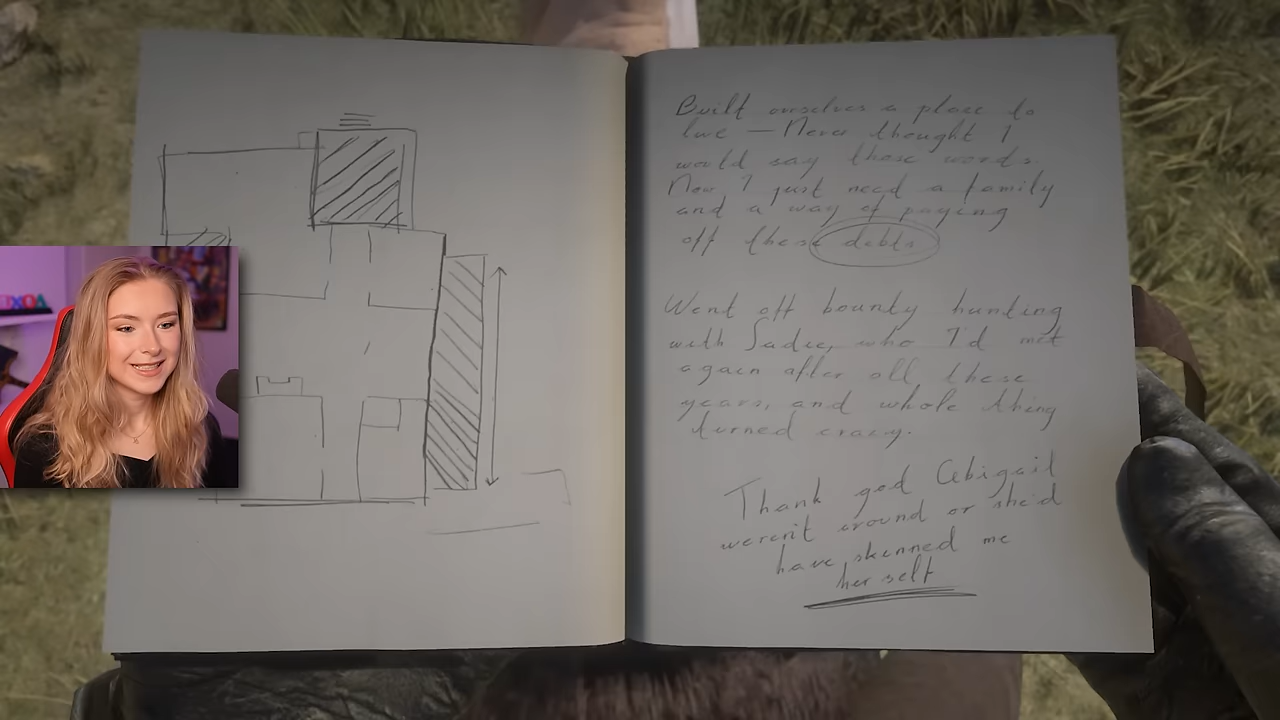 Built ourselves a place to
live — Never thought I
would say those words.
Now I just need a family
and a way of paying
off these debts
Went off bounty hunting
with Sadie, who I'd met
again after all these
years, and whole thing
turned crazy.
Thank god Abigail
weren't around or she'd
have skinned me
herself